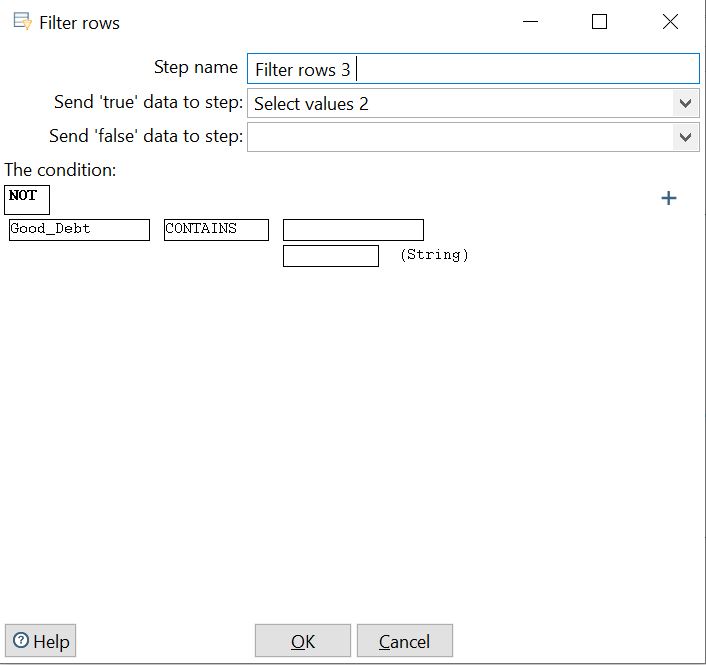 Filter rows
Step name Filter rows 3
Send 'true' data to step: Select values 2
Send 'false' data to step:
The condition:
NOT
Good_Debt CONTAINS
(String)
Help OK Cancel